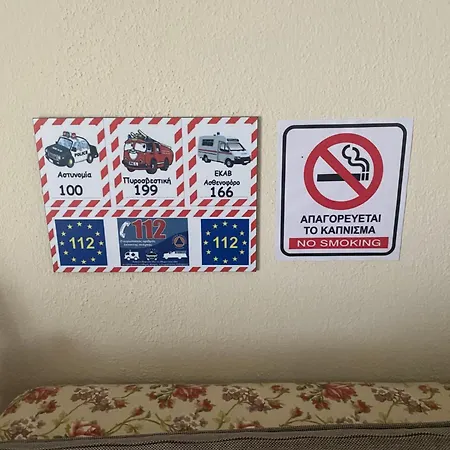 POLICE
Αστυνομία
100
Πυροσβεστική
199
ΕΚΑΒ
Ασθενοφόρο
166
112
112
112
ΑΠΑΓΟΡΕΥΕΤΑΙ
ΤΟ ΚΑΠΝΙΣΜΑ
NO SMOKING